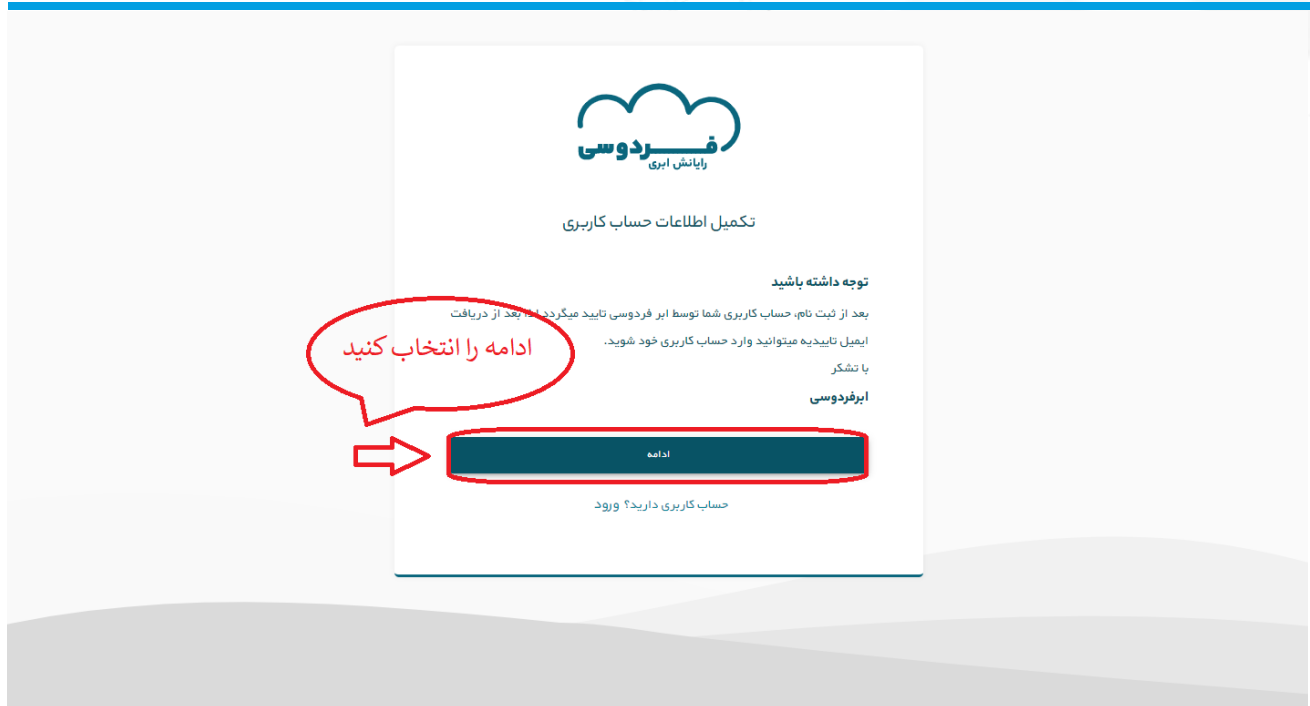 فــردوسی
رایانش ابری
تکمیل اطلاعات حساب کاربری
توجه داشته باشید
بعد از ثبت نام، حساب کاربری شما توسط ابر فردوسی تایید میگردد لذا بعد از دریافت
ایمیل تاییدیه میتوانید وارد حساب کاربری خود شوید.
با تشکر
ابرفردوسی
ادامه را انتخاب کنید
ادامه
حساب کاربری دارید؟ ورود